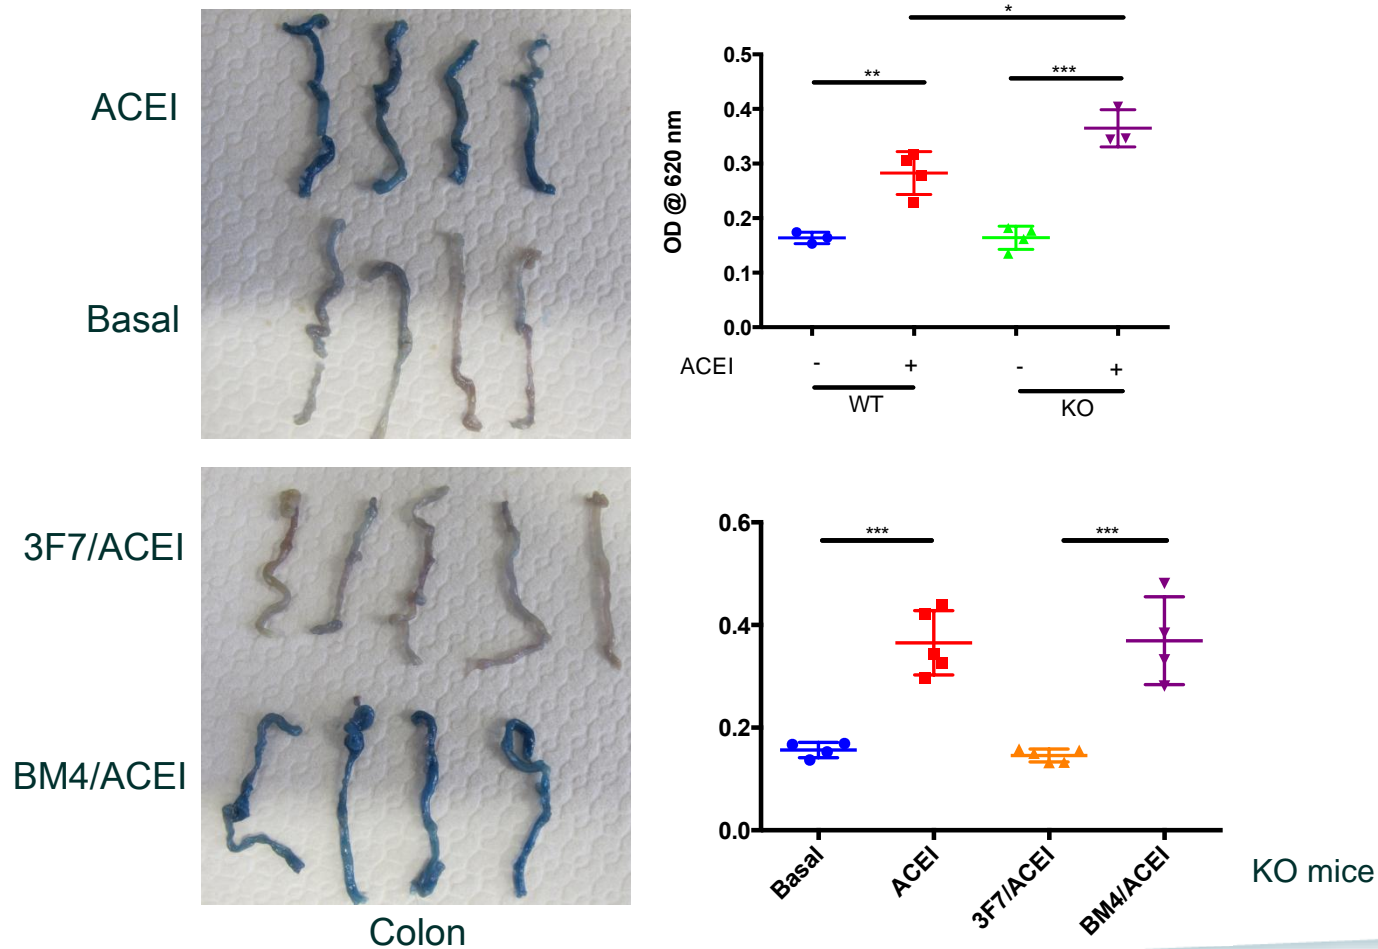 ACEI
Basal
*
0.5
**
***
0.4
0.3
0.2
0.1
0.0
OD @ 620 nm
ACEI
-
+
-
+
WT
KO
3F7/ACEI
BM4/ACEI
Colon
0.6
***
***
0.4
0.2
0.0
Basal
ACEI
3F7/ACEI
BM4/ACEI
KO mice